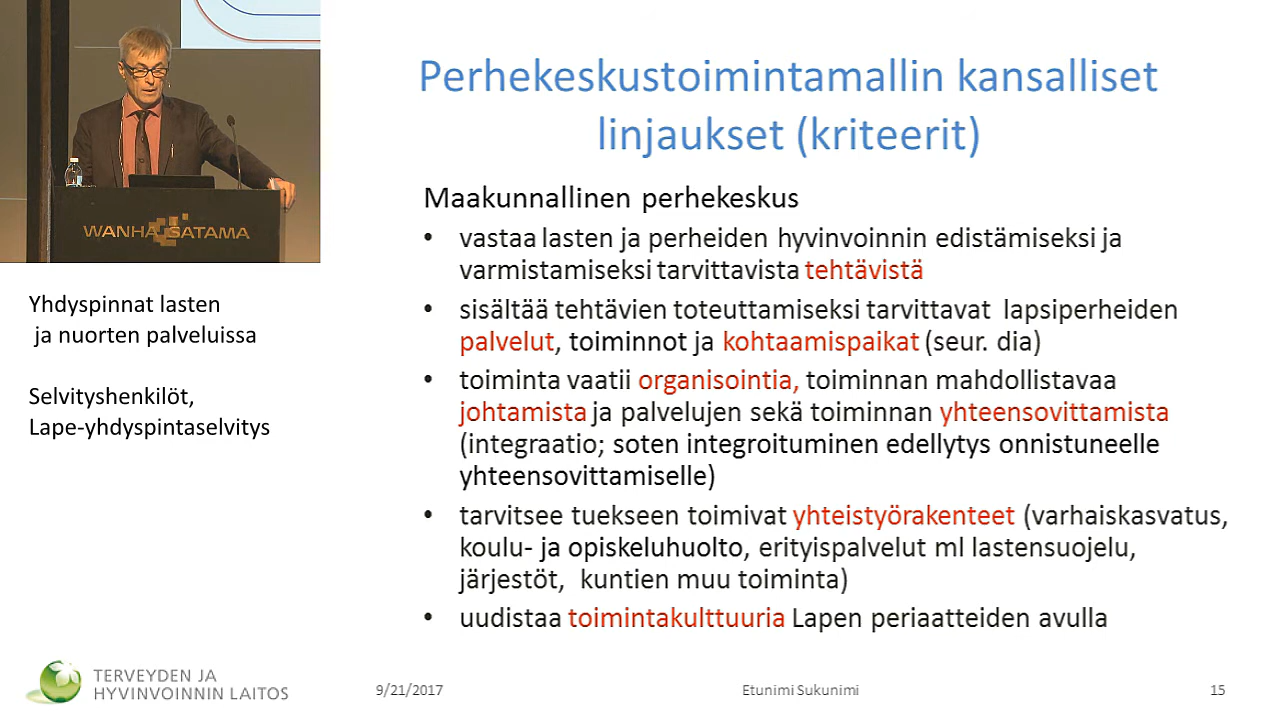 WANHA SATAMA
Yhdyspinnat lasten
ja nuorten palveluissa
Selvityshenkilöt,
Lape-yhdyspintaselvitys
Perhekeskustoimintamallin kansalliset
linjaukset (kriteerit)
Maakunnallinen perhekeskus
• vastaa lasten ja perheiden hyvinvoinnin edistämiseksi ja
varmistamiseksi tarvittavista tehtävistä
• sisältää tehtävien toteuttamiseksi tarvittavat lapsiperheiden
palvelut, toiminnot ja kohtaamispaikat (seur. dia)
• toiminta vaatii organisointia, toiminnan mahdollistavaa
johtamista ja palvelujen sekä toiminnan yhteensovittamista
(integraatio; soten integroituminen edellytys onnistuneelle
yhteensovittamiselle)
• tarvitsee tuekseen toimivat yhteistyörakenteet (varhaiskasvatus,
koulu- ja opiskeluhuolto, erityispalvelut ml lastensuojelu,
järjestöt, kuntien muu toiminta)
• uudistaa toimintakulttuuria Lapen periaatteiden avulla
TERVEYDEN JA
HYVINVOINNIN LAITOS
9/21/2017
Etunimi Sukunimi
15